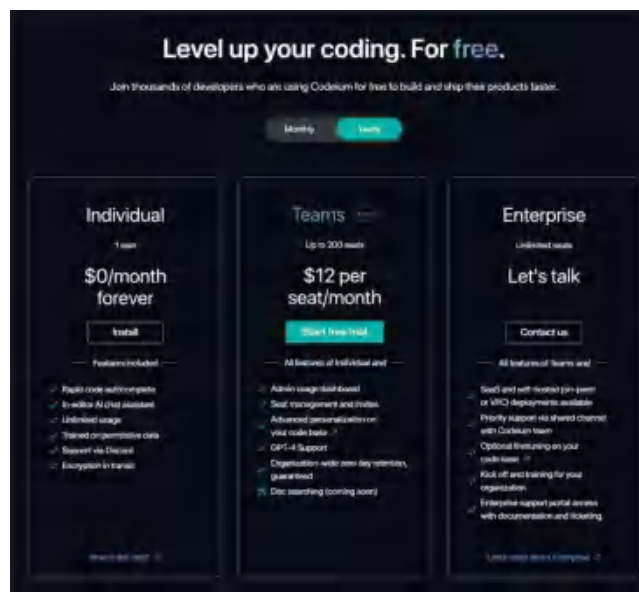 Level up your coding. For free.
Join thousands of developers who are using Codeium for free to build and ship their products faster.
Monthly
Yearly
Individual
1 seat
$0/month
forever
Install
Features included
Rapid code autocomplete
In-editor AI chat assistant
Unlimited usage
Trained on permissive data
Support via Discord
Encryption in transit
Teams
Up to 200 seats
$12 per
seat/month
Start free trial
All features of Individual and
Admin usage dashboard
Seat management and invites
Advanced personalization on
your code base
GPT-4 Support
Organization-wide zero-day retention,
guaranteed
Doc searching (coming soon)
Enterprise
Unlimited seats
Let's talk
Contact us
All features of Teams and
SaaS and self-hosted (on-prem
or VPC) deployments available
Priority support via shared channel
with Codeium team
Optional finetuning on your
code base
Kick off and training for your
organization
Enterprise support portal access
with documentation and ticketing
Learn more about Enterprise